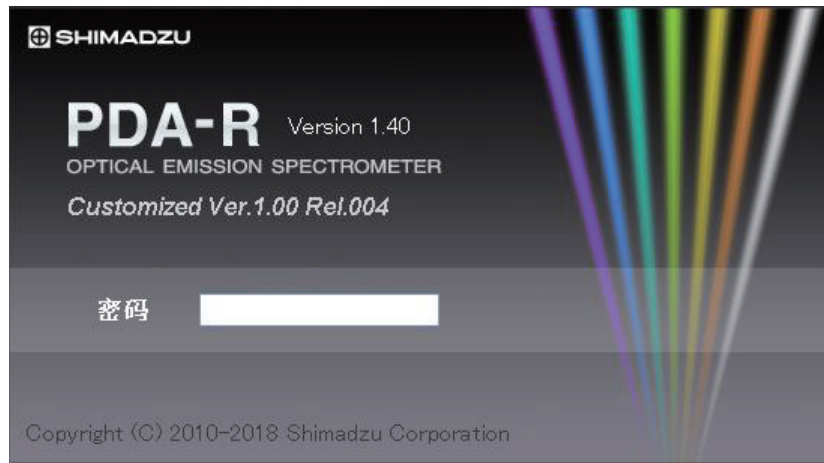 SHIMADZU
PDA-R Version 1.40
OPTICAL EMISSION SPECTROMETER
Customized Ver.1.00 Rel.004
密码
Copyright (C) 2010-2018 Shimadzu Corporation